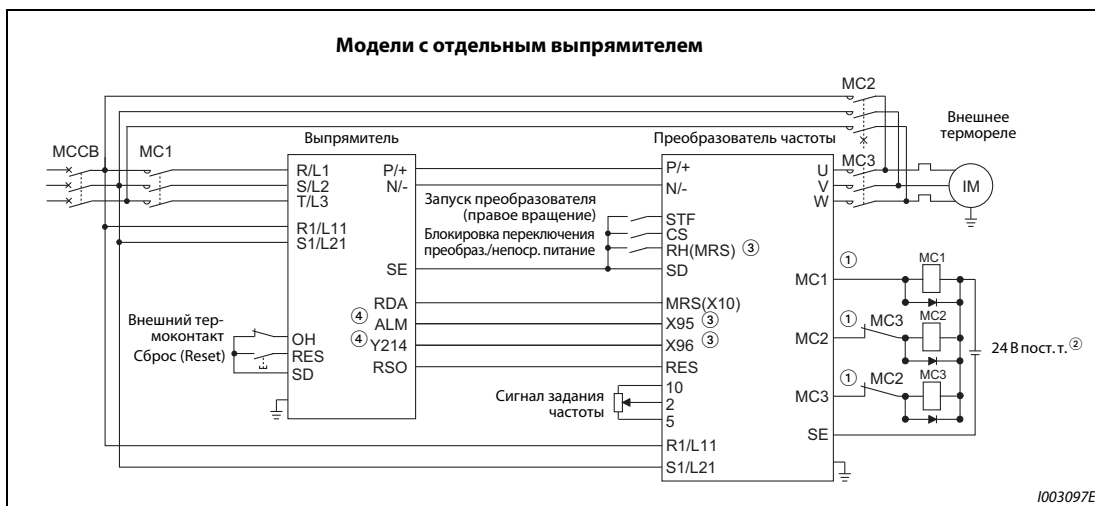 Модели с отдельным выпрямителем
MC2
Внешнее
термореле
Выпрямитель
Преобразователь частоты
MCCB
MC1
MC3
R/L1
S/L2
T/L3
P/+
N/-
P/+
N/-
U
V
W
IM
R1/L11
S1/L21
Запуск преобразователя
(правое вращение)
Блокировка переключения
преобраз./непоср. питание
STF
CS
RH(MRS) ③
SE
SD
MC1
①
MC1
RDA
MRS(X10)
④ ALM
X95 ③
④ Y214
X96 ③
RSO
RES
MC2
① MC3
MC2
24 В пост. т. ②
Внешний тер-
моконтакт
Сброс (Reset)
OH
RES
SD
Сигнал задания
частоты
10
2
5
MC3
① MC2
MC3
SE
R1/L11
S1/L21
I003097E